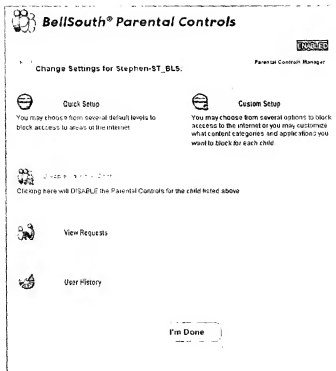 BellSouth® Parental Controls
ENABLED
Parental Controls Manager
Change Settings for Stephen-ST_BLS.
Quick Setup
Custom Setup
You may choose from several default levels to
block acccess to areas of the internet
You may choose from several options to block
acccess to the internet or you may customize
what content categories and applications you
want to block for each child
Clicking here will DISABLE the Parental Controls for the child listed above
View Requests
User History
I'm Done